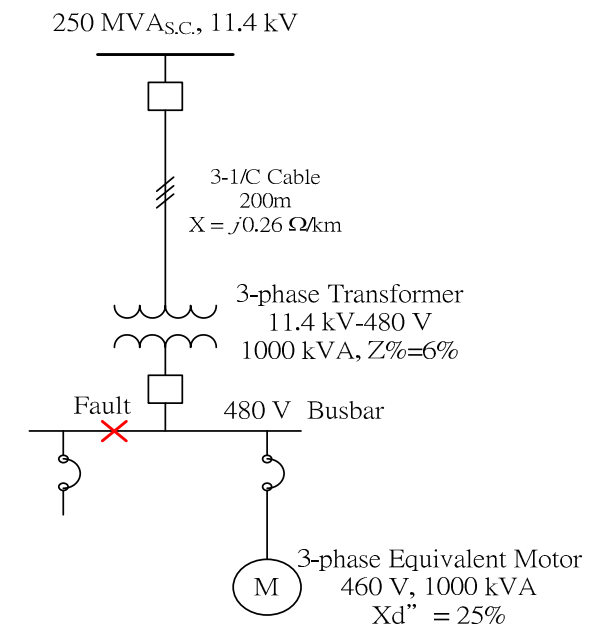 250 MVAS.C., 11.4 kV
3-1/C Cable
200m
X = j0.26 Ω/km
3-phase Transformer
11.4 kV-480 V
1000 kVA, Z%=6%
Fault
480 V Busbar
M
3-phase Equivalent Motor
460 V, 1000 kVA
Xd” = 25%